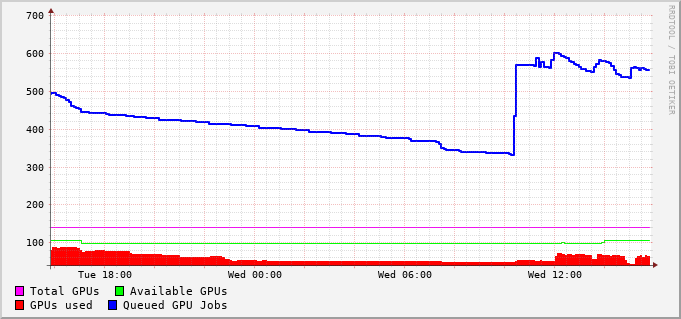 700
600
500
400
300
200
100
Tue 18:00 Wed 00:00 Wed 06:00 Wed 12:00
Total GPUs Available GPUs
GPUs used Queued GPU Jobs
RRDTOOL / TOBI OETIKER